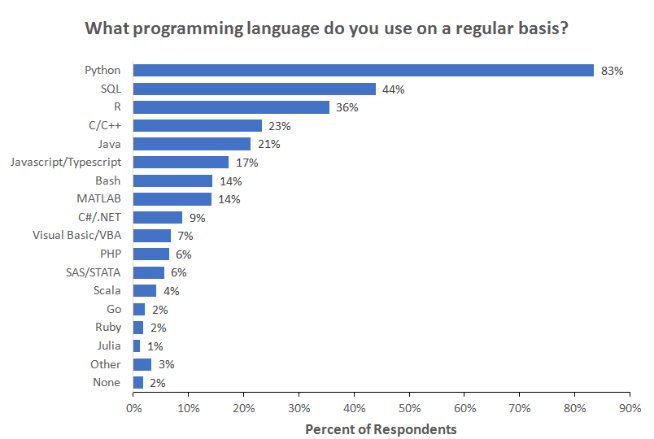 What programming language do you use on a regular basis?
Python 83%
SQL 44%
R 36%
C/C++ 23%
Java 21%
Javascript/Typescript 17%
Bash 14%
MATLAB 14%
C#/.NET 9%
Visual Basic/VBA 7%
PHP 6%
SAS/STATA 6%
Scala 4%
Go 2%
Ruby 2%
Julia 1%
Other 3%
None 2%
0% 10% 20% 30% 40% 50% 60% 70% 80% 90%
Percent of Respondents